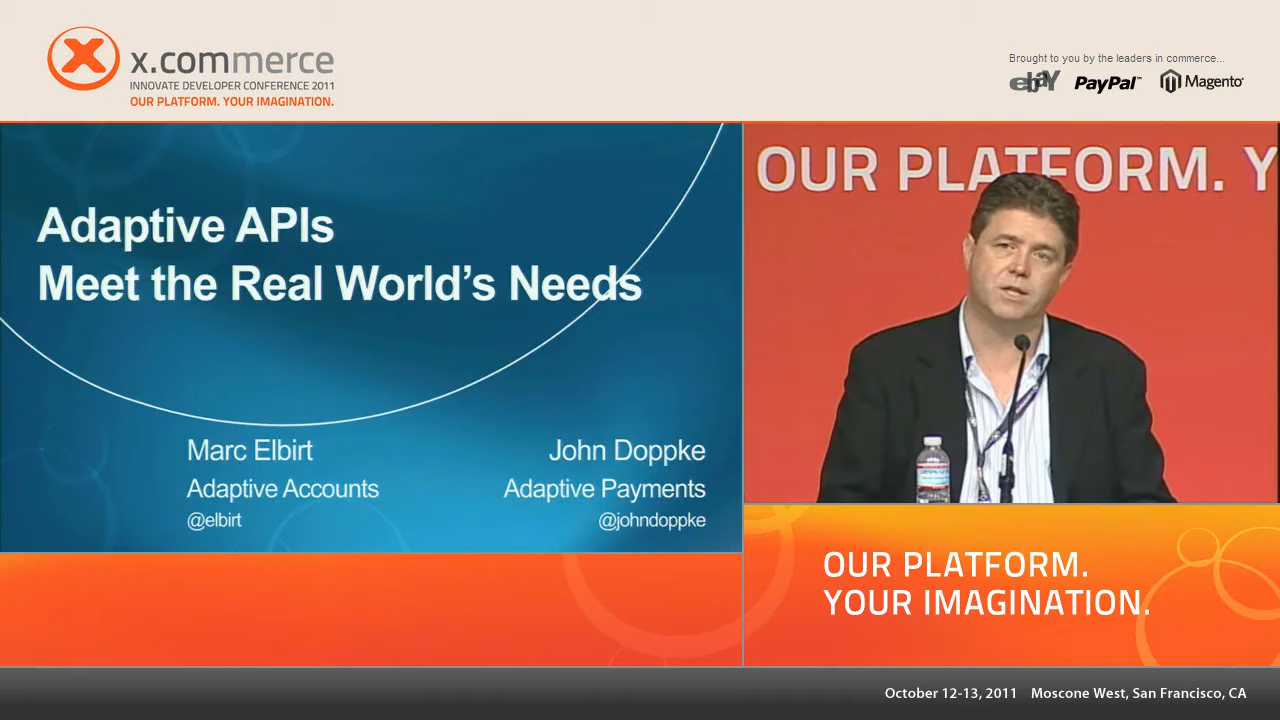 x.commerce
INNOVATE DEVELOPER CONFERENCE 2011
OUR PLATFORM. YOUR IMAGINATION.
Brought to you by the leaders in commerce...
ebaY PayPal™ Magento®
Adaptive APIs
Meet the Real World's Needs
Marc Elbirt
Adaptive Accounts
@elbirt
John Doppke
Adaptive Payments
@johndoppke
OUR PLATFORM. Y
OUR PLATFORM.
YOUR IMAGINATION.
October 12-13, 2011 Moscone West, San Francisco, CA